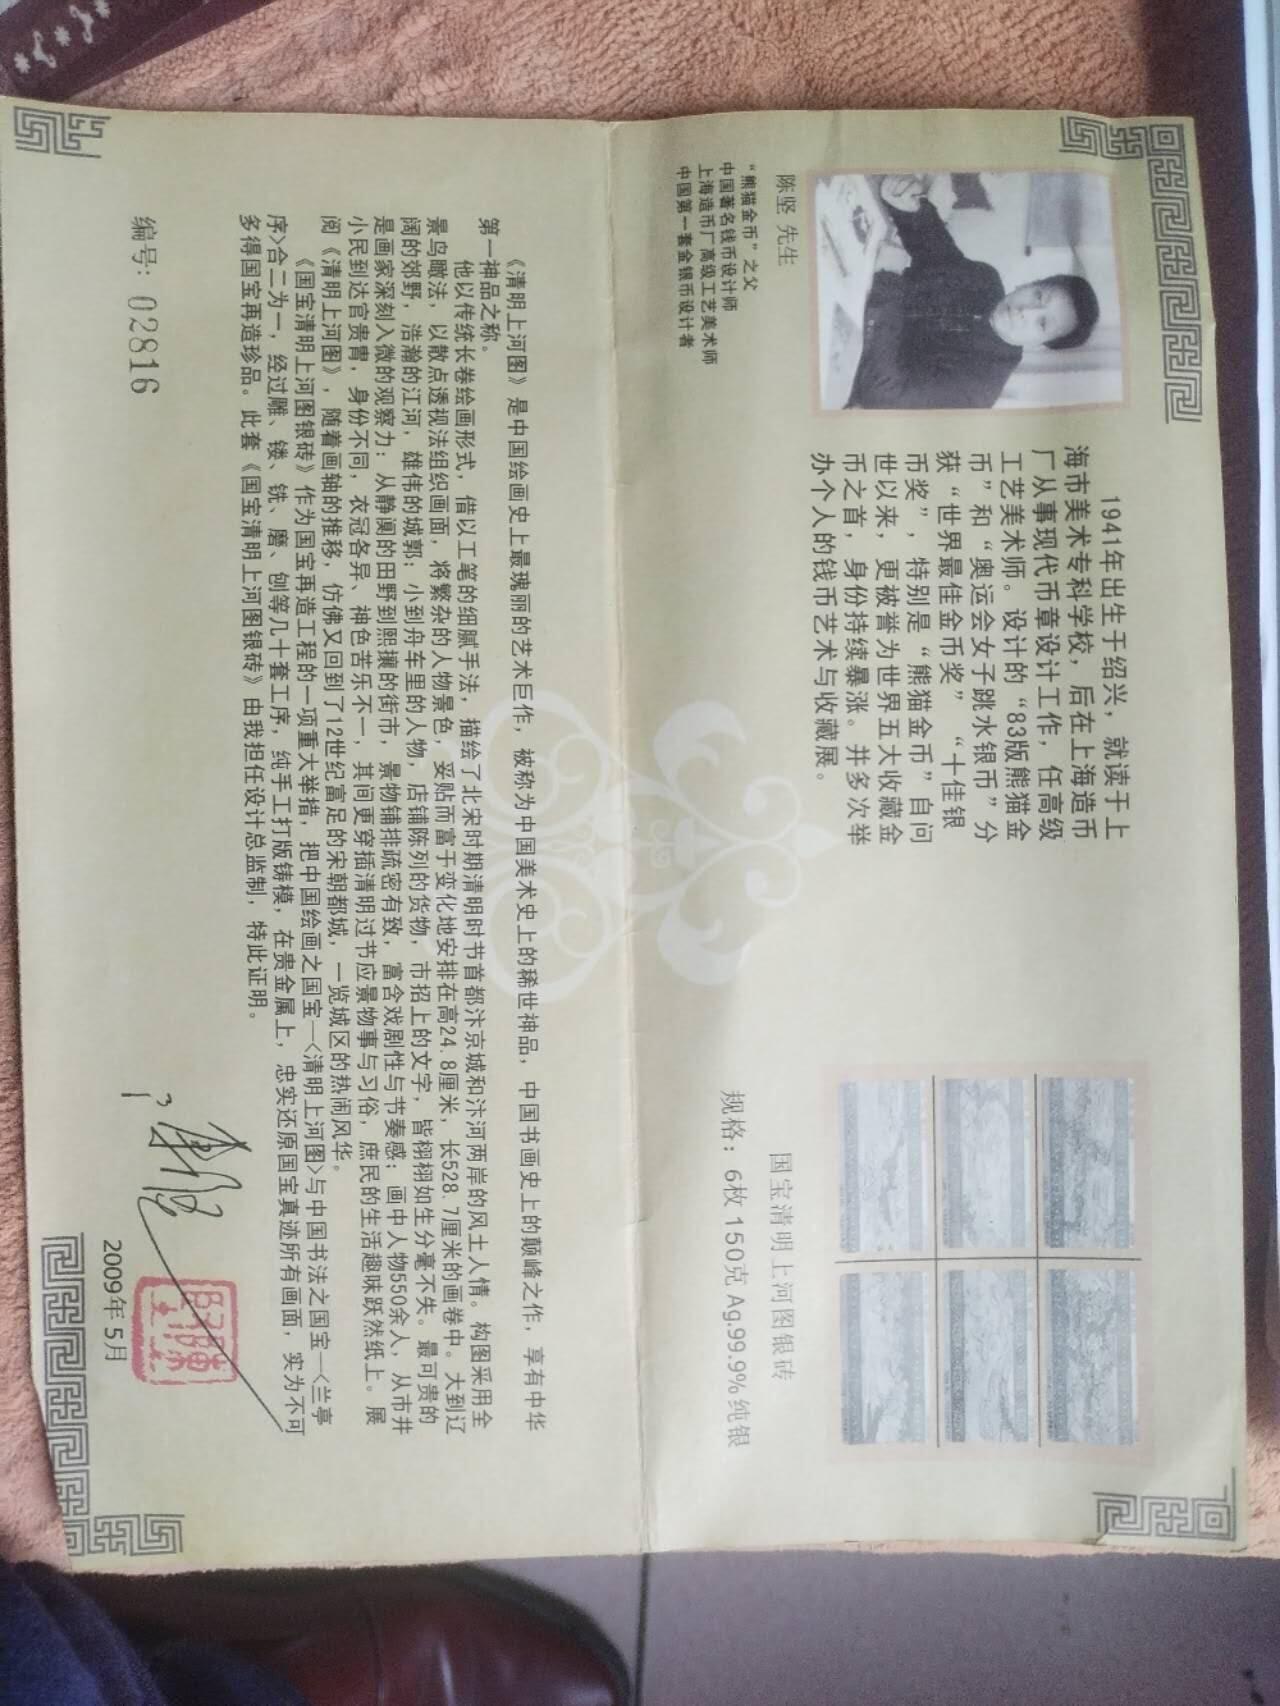 陈坚 先生
“熊猫金币”之父
中国著名钱币设计师
上海造币厂高级工艺美术师
中国第一套金银币设计者
1941年出生于绍兴，就读于上
海市美术专科学校，后在上海造币
厂从事现代币章设计工作，任高级
工艺美术师。设计的“83版熊猫金
币”和“奥运会女子跳水银币”分
获“世界最佳金币奖”“十佳银
币奖”，特别是“熊猫金币”自问
世以来，更被誉为世界五大收藏金
币之首，身份持续暴涨。并多次举
办个人的钱币艺术与收藏展。
国宝清明上河图银砖
规格：6枚 150克 Ag.99.9%纯银
《清明上河图》是中国绘画史上最瑰丽的艺术巨作，被称为中国美术史上的稀世神品，中国书画史上的颠峰之作，享有中华
第一神品之称。
他以传统长卷绘画形式，借以工笔的细腻手法，描绘了北宋时期清明时节首都汴京城和汴河两岸的风土人情。构图采用全
景鸟瞰法，以散点透视法组织画面，将繁杂的人物景色，妥贴而富于变化地安排在高24.8厘米，长528.7厘米的画卷中。大到辽
阔的郊野，浩瀚的江河，雄伟的城郭；小到舟车里的人物，店铺陈列的货物，市招上的文字，皆栩栩如生分毫不失。最可贵的
是画家深刻入微的观察力：从静阒的田野到熙攘的街市，景物铺排疏密有致，富含戏剧性与节奏感；画中人物550余人，从市井
小民到达官贵胄，身份不同，衣冠各异、神色苦乐不一，其间更穿插清明过节应景物事与习俗，庶民的生活趣味跃然纸上。展
阅《清明上河图》，随着画轴的推移，仿佛又回到了12世纪富足的宋朝都城，一览城区的热闹风华。
《国宝清明上河图银砖》作为国宝再造工程的一项重大举措，把中国绘画之国宝—〈清明上河图〉与中国书法之国宝—〈兰亭
序〉合二为一，经过雕、镂、铣、磨、刨等几十套工序，纯手工打版铸模，在贵金属上，忠实还原国宝真迹所有画面，实为不可
多得国宝再造珍品。此套《国宝清明上河图银砖》由我担任设计总监制，特此证明。
编号：02816
2009年5月